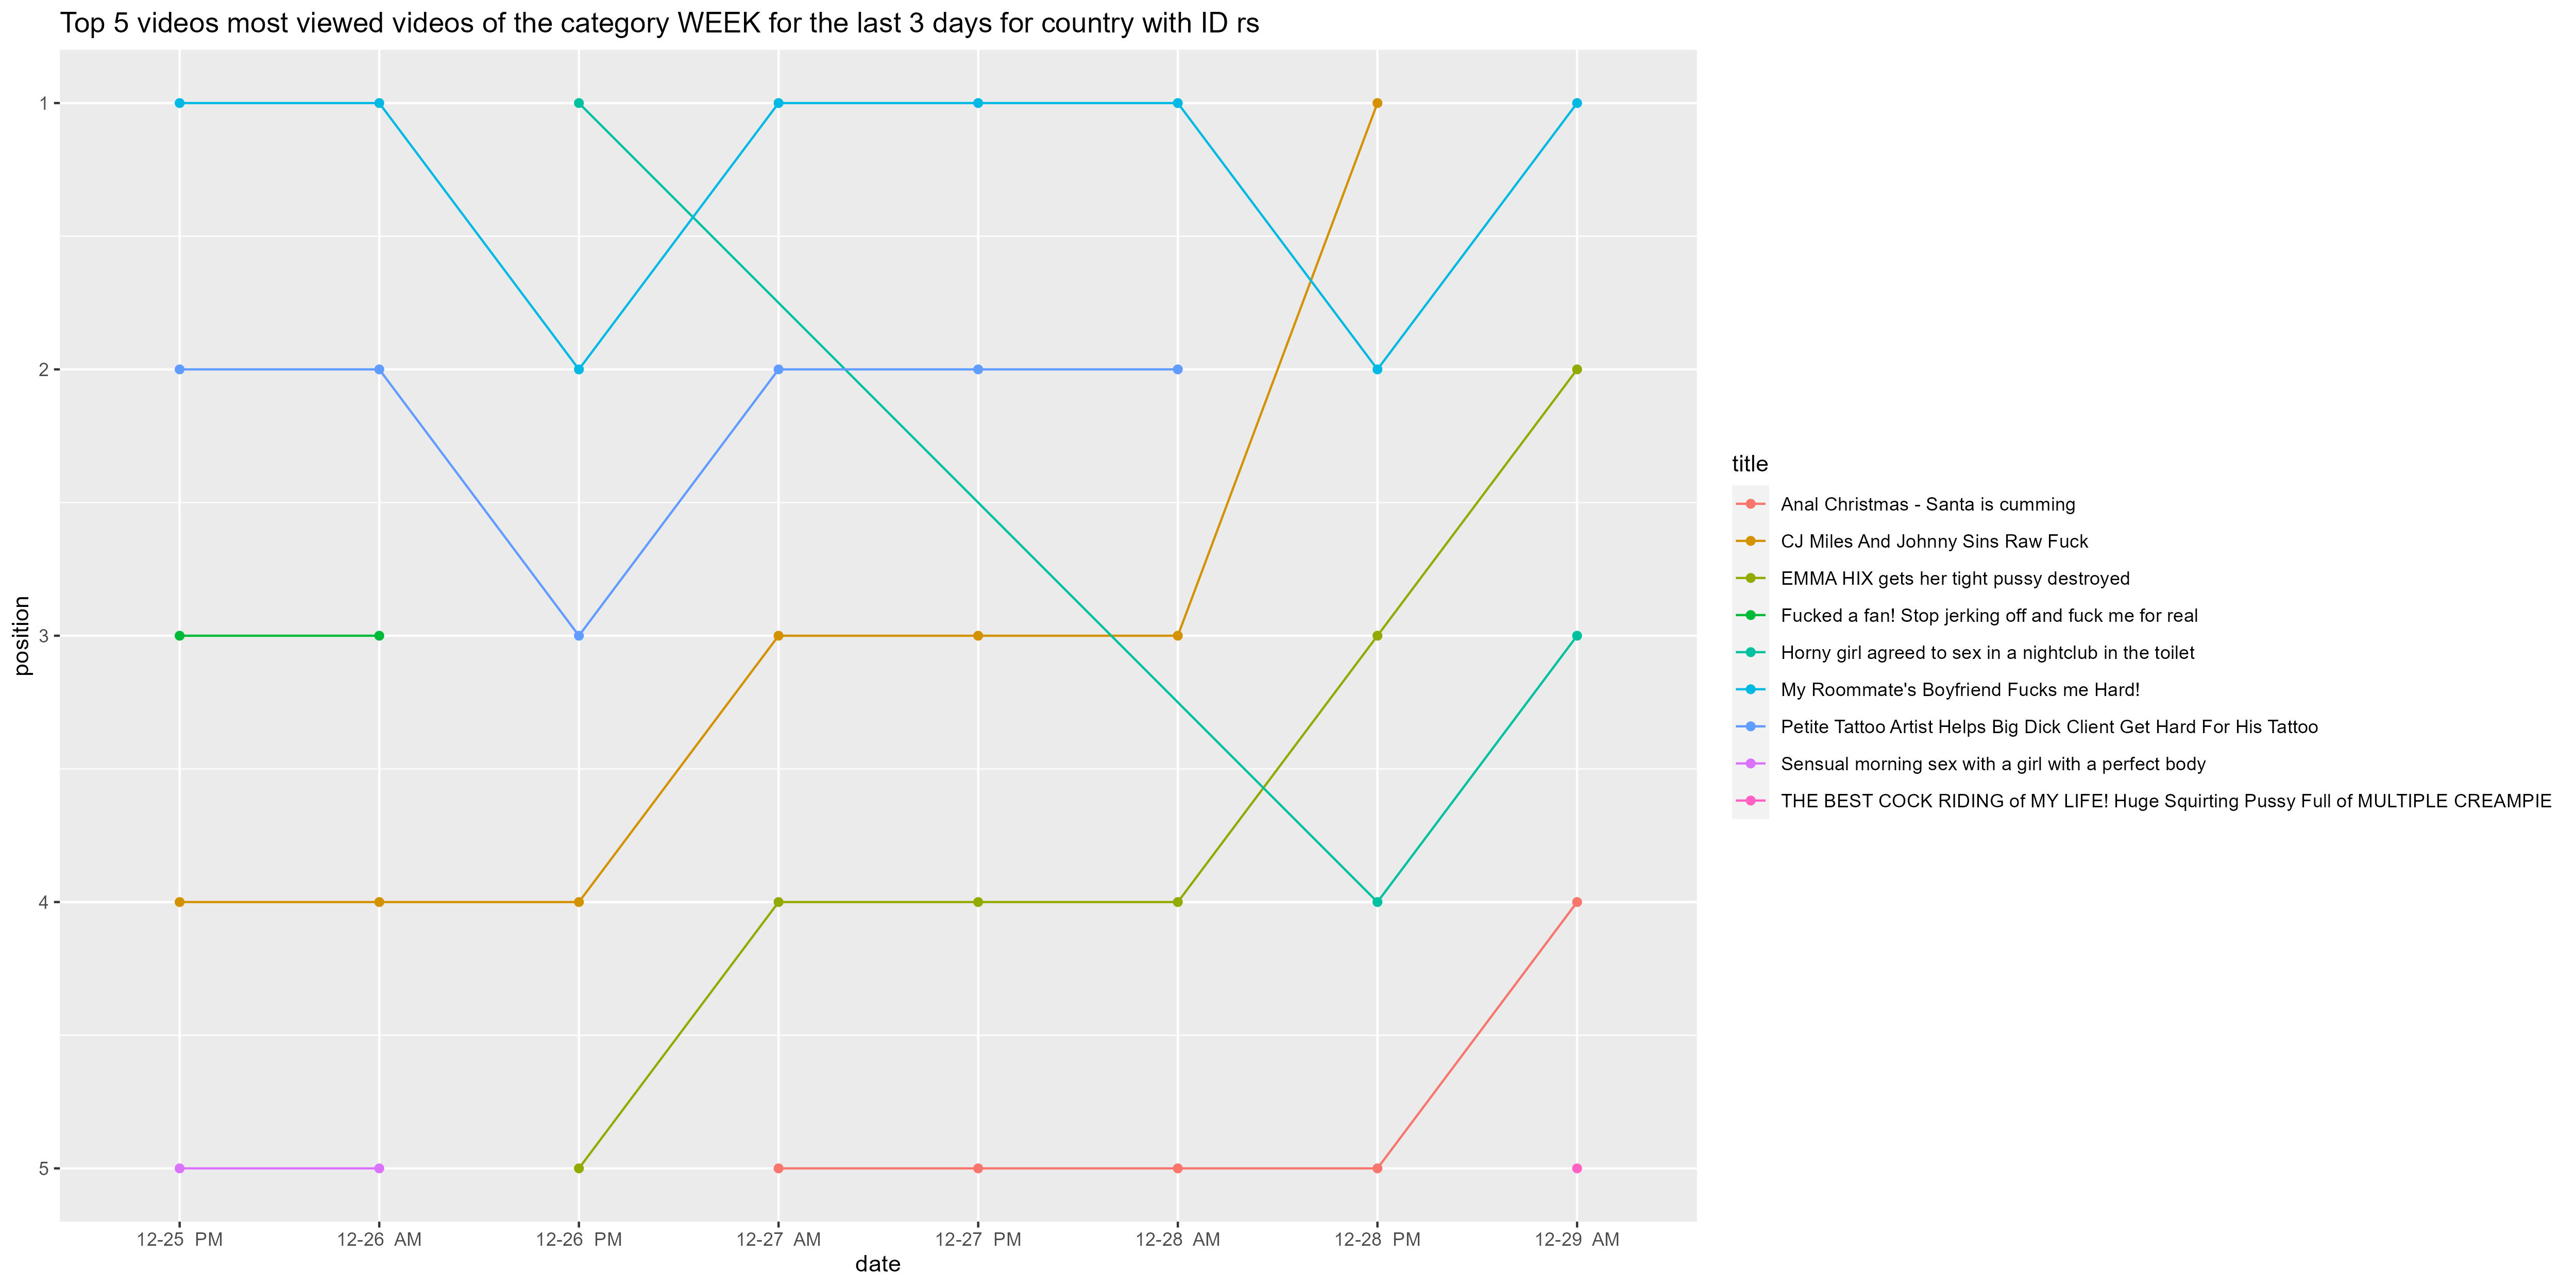 Top 5 videos most viewed videos of the category WEEK for the last 3 days for country with ID rs
position
1
2
3
4
5
12-25 PM
12-26 AM
12-26 PM
12-27 AM
12-27 PM
12-28 AM
12-28 PM
12-29 AM
date
title
Anal Christmas - Santa is cumming
CJ Miles And Johnny Sins Raw Fuck
EMMA HIX gets her tight pussy destroyed
Fucked a fan! Stop jerking off and fuck me for real
Horny girl agreed to sex in a nightclub in the toilet
My Roommate's Boyfriend Fucks me Hard!
Petite Tattoo Artist Helps Big Dick Client Get Hard For His Tattoo
Sensual morning sex with a girl with a perfect body
THE BEST COCK RIDING of MY LIFE! Huge Squirting Pussy Full of MULTIPLE CREAMPIE